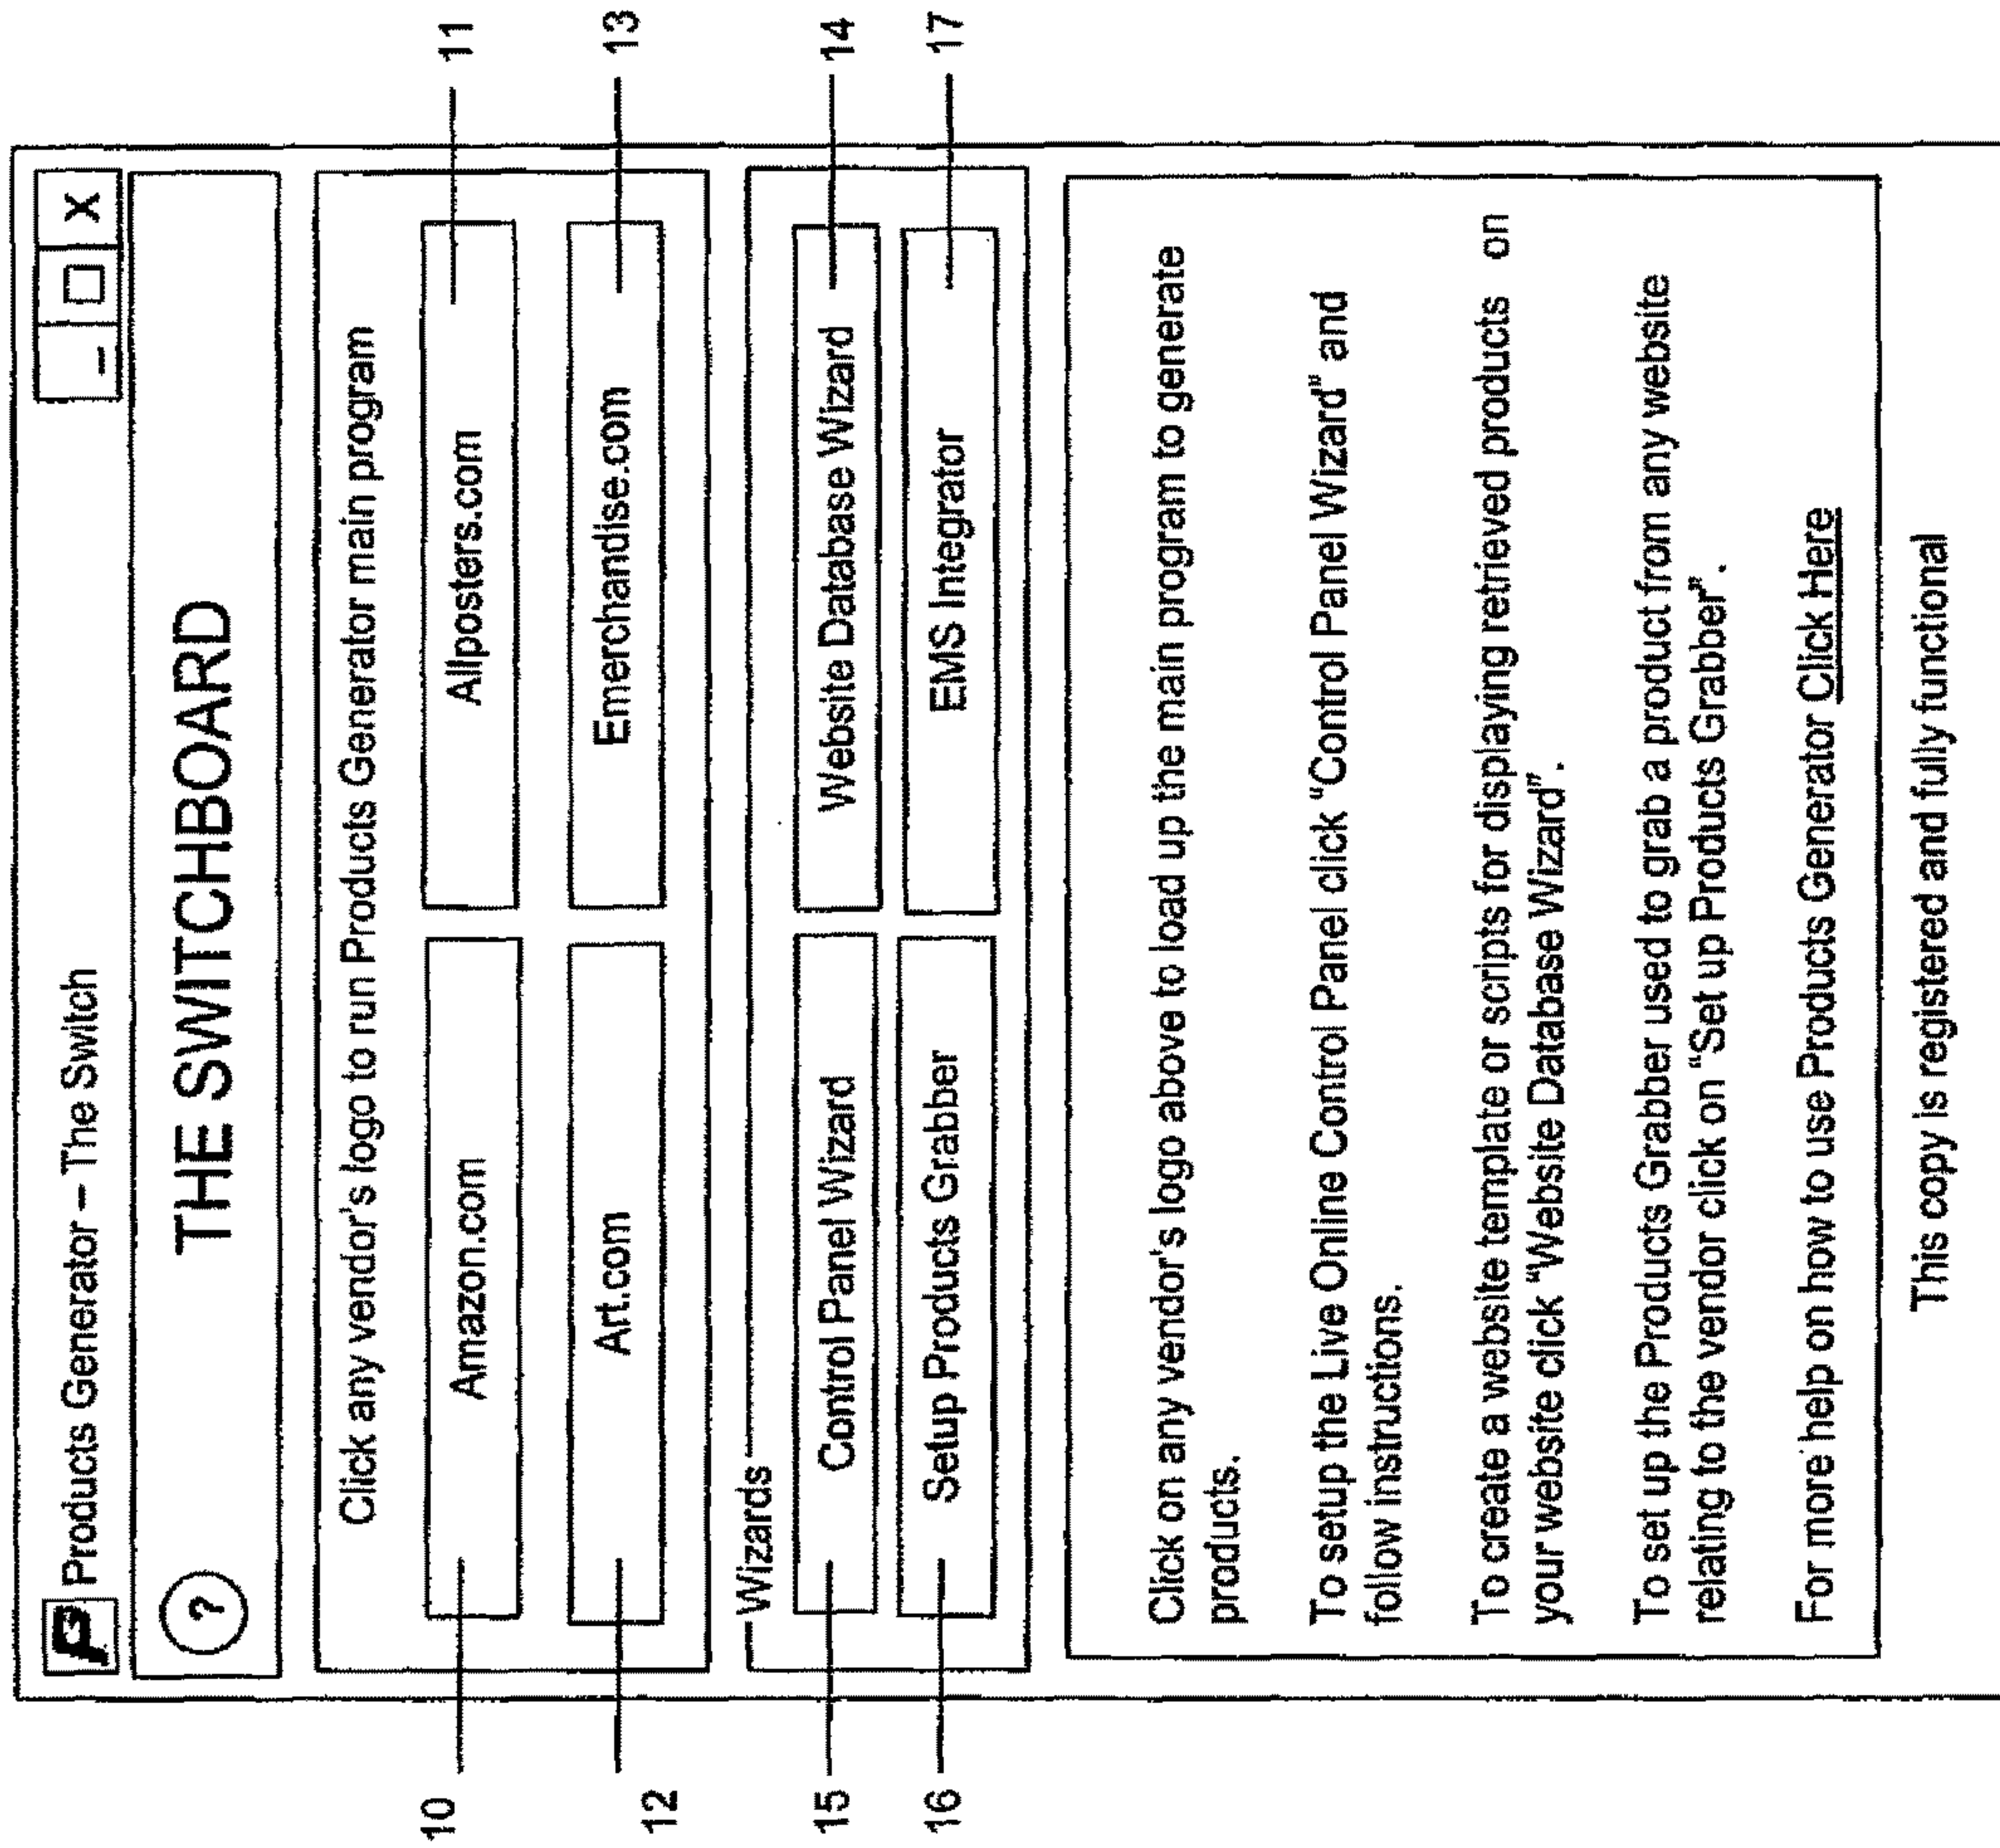 Products Generator – The Switch
_ X
?
THE SWITCHBOARD
Click any vendor's logo to run Products Generator main program
10 Amazon.com Allposters.com 11
12 Art.com Emerchandise.com 13
Wizards
15 Control Panel Wizard Website Database Wizard 14
16 Setup Products Grabber EMS Integrator 17
Click on any vendor's logo above to load up the main program to generate
products.
To setup the Live Online Control Panel click “Control Panel Wizard” and
follow instructions.
To create a website template or scripts for displaying retrieved products on
your website click “Website Database Wizard”.
To set up the Products Grabber used to grab a product from any website
relating to the vendor click on “Set up Products Grabber”.
For more help on how to use Products Generator Click Here
This copy is registered and fully functional